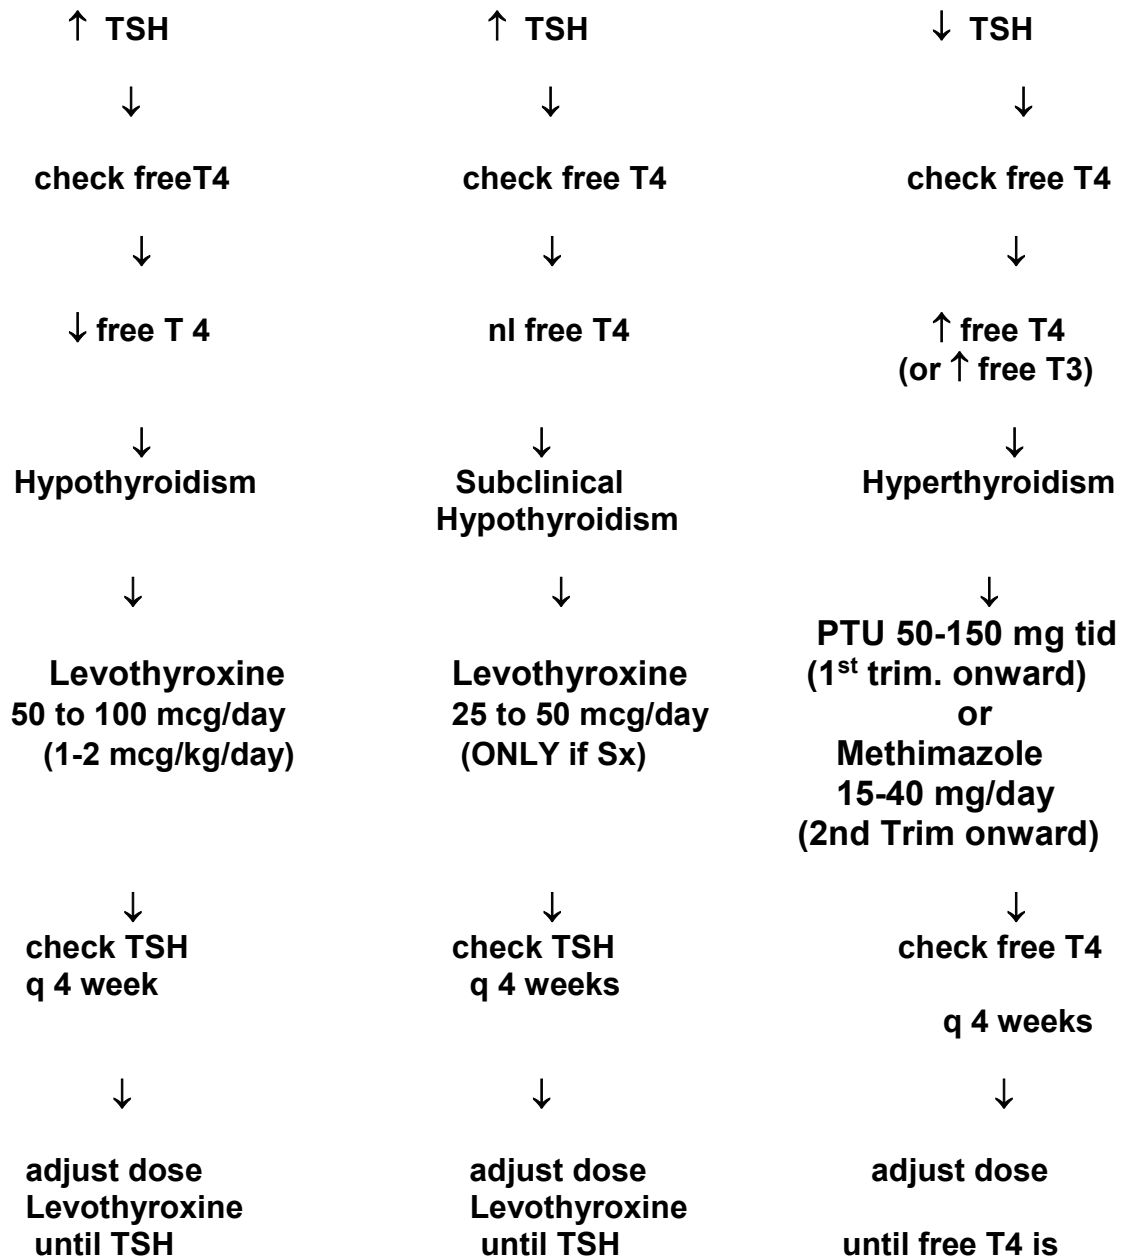 ↑ TSH ↑ TSH ↓ TSH
↓ ↓ ↓
check freeT4 check free T4 check free T4
↓ ↓ ↓
↓ free T 4 nl free T4 ↑ free T4
(or ↑ free T3)
↓ ↓ ↓
Hypothyroidism Subclinical Hyperthyroidism
Hypothyroidism
↓ ↓ ↓
PTU 50-150 mg tid
Levothyroxine Levothyroxine (1st trim. onward)
50 to 100 mcg/day 25 to 50 mcg/day or
(1-2 mcg/kg/day) (ONLY if Sx) Methimazole
15-40 mg/day
(2nd Trim onward)
↓ ↓ ↓
check TSH check TSH check free T4
q 4 week q 4 weeks
q 4 weeks
↓ ↓ ↓
adjust dose adjust dose adjust dose
Levothyroxine Levothyroxine
until TSH until TSH until free T4 is